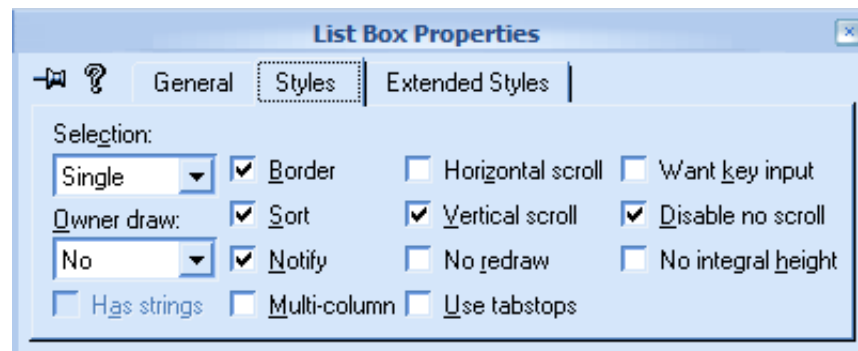 List Box Properties
General Styles Extended Styles
Selection:
Single Border Horizontal scroll Want key input
Owner draw: Sort Vertical scroll Disable no scroll
No Notify No redraw No integral height
Has strings Multi-column Use tabstops